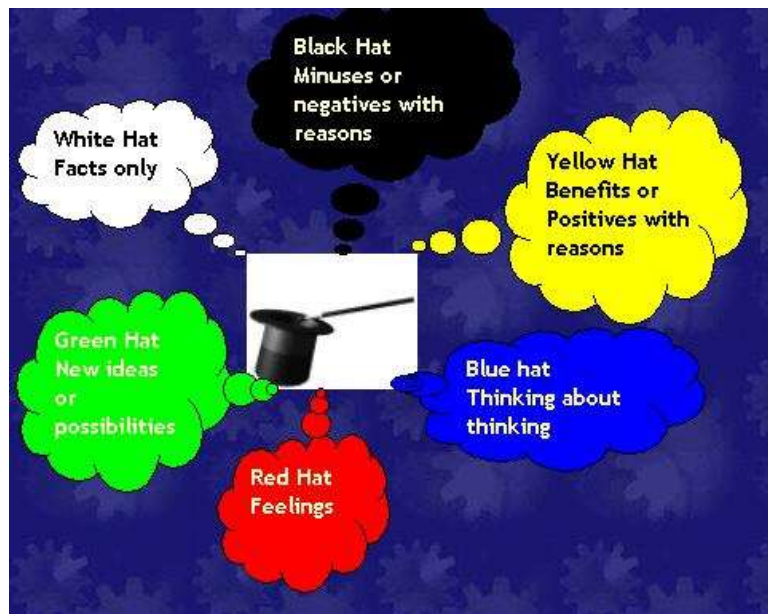 Black Hat
Minuses or
negatives with
reasons
White Hat
Facts only
Yellow Hat
Benefits or
Positives with
reasons
Green Hat
New ideas
or
possibilities
Blue hat
Thinking about
thinking
Red Hat
Feelings